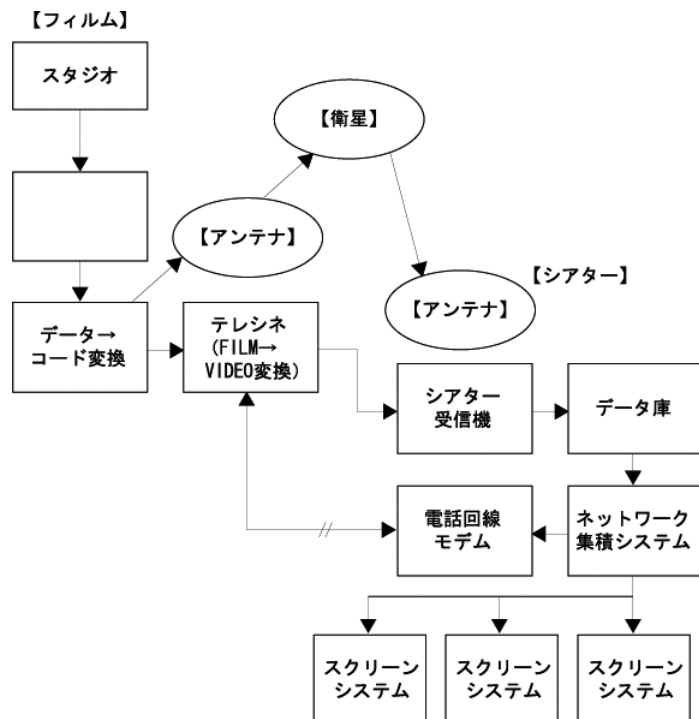 【フィルム】
スタジオ
【衛星】
【アンテナ】
【シアター】
【アンテナ】
データ→
コード変換
テレシネ
(FILM→
VIDEO変換)
シアター
受信機
データ庫
電話回線
モデム
ネットワーク
集積システム
スクリーン
システム
スクリーン
システム
スクリーン
システム